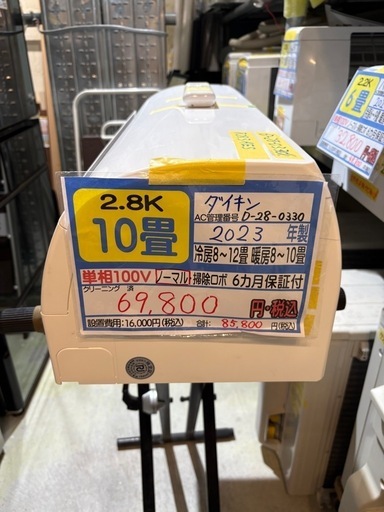 2.8K
10畳
ダイキン
AC管理番号 D-28-0330
2023 年製
冷房8~12畳 暖房8~10畳
単相100V ノーマル 掃除ロボ 6カ月保証付
クリーニング 済
69,800 円・税込
設置費用:16,000円(税込) 合計: 85,800 円(税込)
2.2K
6畳